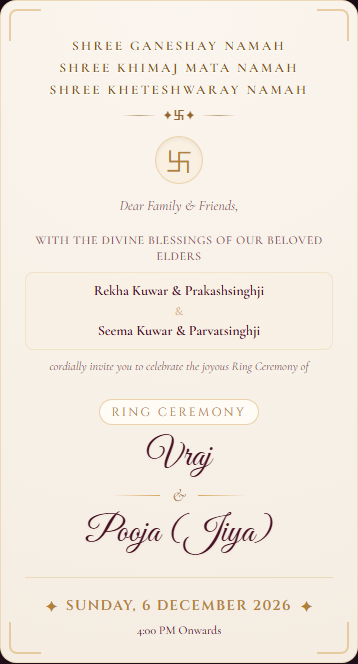 SHREE GANESHAY NAMAH
SHREE KHIMAJ MATA NAMAH
SHREE KHETESHWARAY NAMAH
✦卐✦
卐
Dear Family & Friends,
WITH THE DIVINE BLESSINGS OF OUR BELOVED
ELDERS
Rekha Kuwar & Prakashsinghji
&
Seema Kuwar & Parvatsinghji
cordially invite you to celebrate the joyous Ring Ceremony of
RING CEREMONY
Vraj
&
Pooja (Jiya)
✦ SUNDAY, 6 DECEMBER 2026 ✦
4:00 PM Onwards